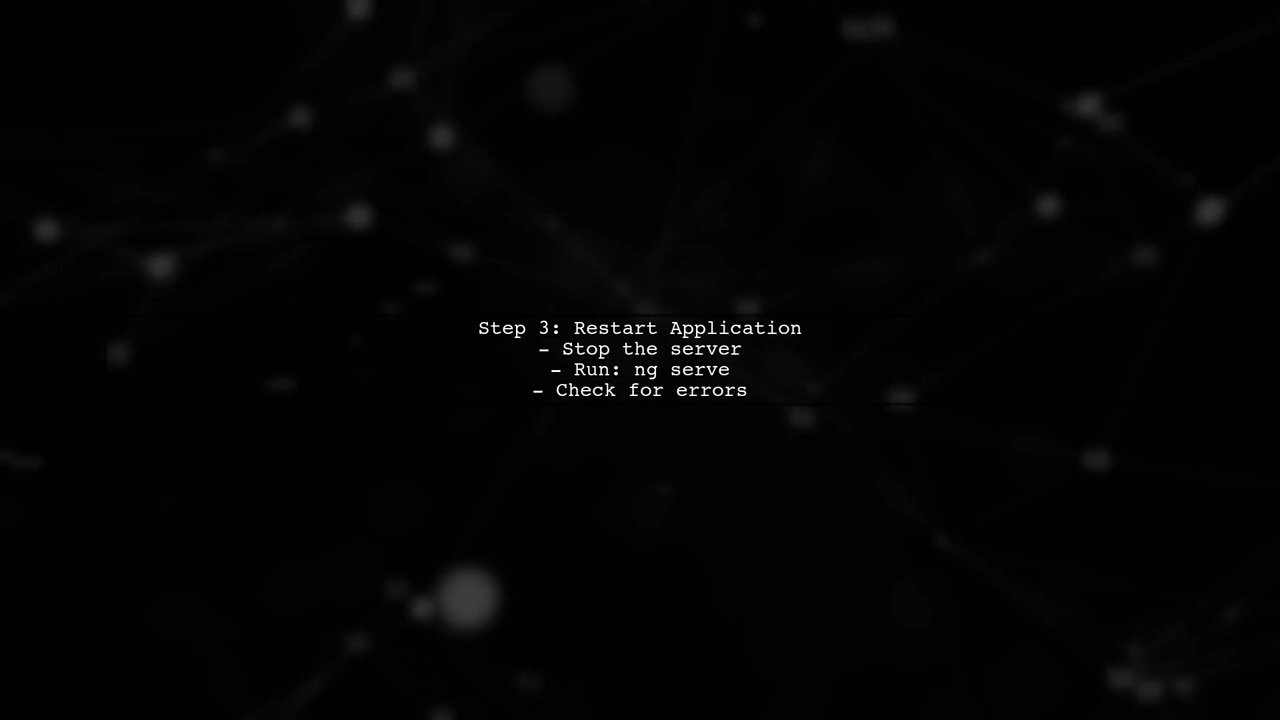 Step 3: Restart Application
- Stop the server
- Run: ng serve
- Check for errors